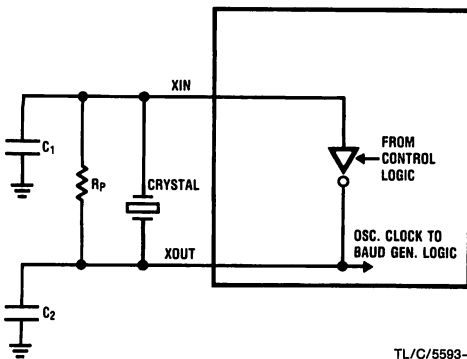 XIN
C1
FROM
CONTROL
LOGIC
RP
CRYSTAL
OSC. CLOCK TO
BAUD GEN. LOGIC
XOUT
C2
TL/C/5593-